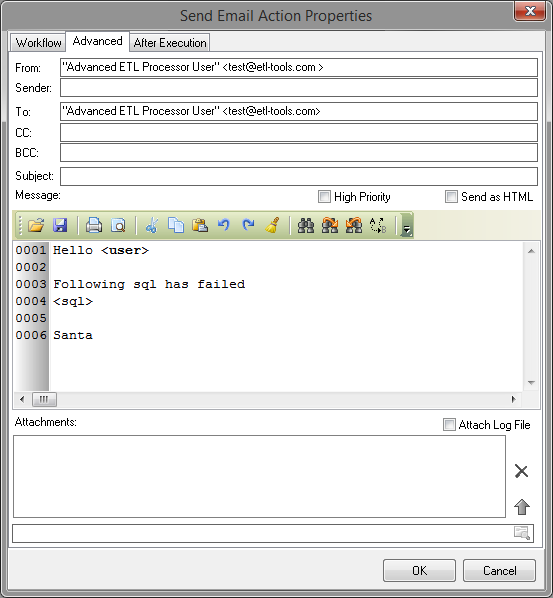 Send Email Action Properties
Workflow Advanced After Execution
From: "Advanced ETL Processor User" <test@etl-tools.com >
Sender:
To: "Advanced ETL Processor User" <test@etl-tools.com>
CC:
BCC:
Subject:
Message: High Priority Send as HTML
0001 Hello <user>
0002
0003 Following sql has failed
0004 <sql>
0005
0006 Santa
Attachments: Attach Log File
OK Cancel